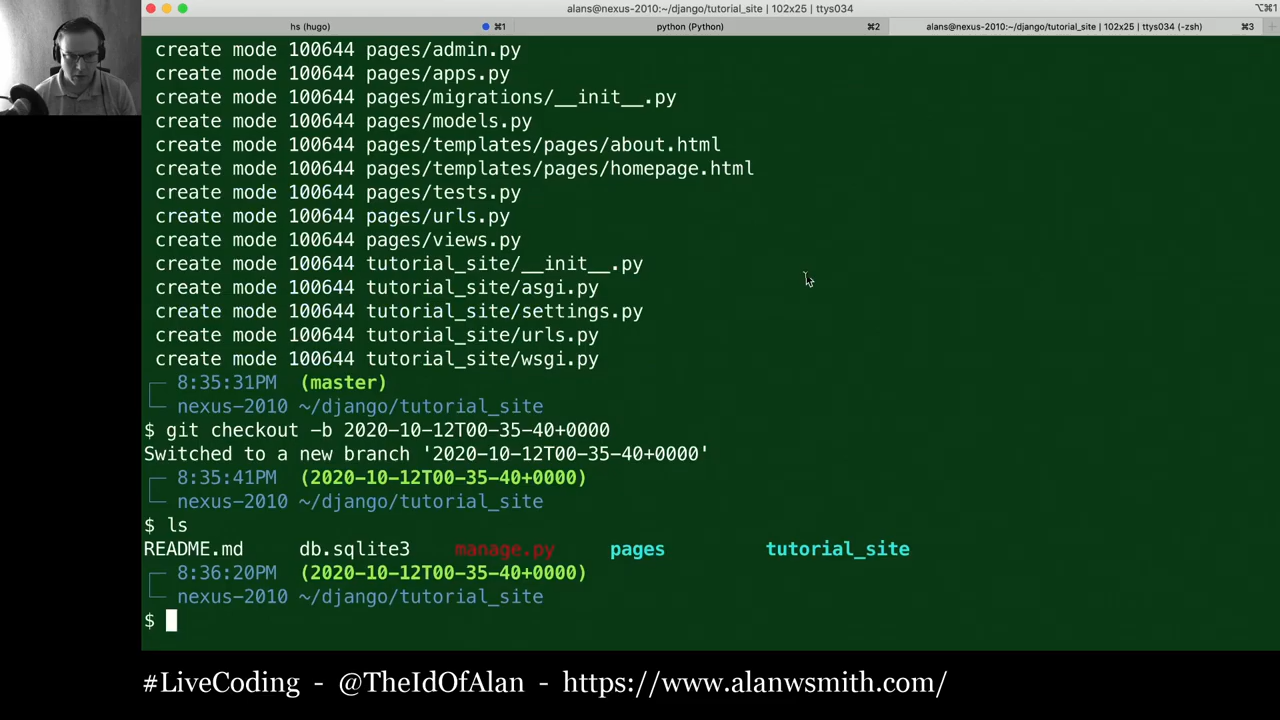 alans@nexus-2010:~/django/tutorial_site | 102x25 | ttys034
⌥⌘1
hs (hugo)
⌘1
python (Python)
⌘2
alans@nexus-2010:~/django/tutorial_site | 102x25 | ttys034 (-zsh)
⌘3
create mode 100644 pages/admin.py
create mode 100644 pages/apps.py
create mode 100644 pages/migrations/__init__.py
create mode 100644 pages/models.py
create mode 100644 pages/templates/pages/about.html
create mode 100644 pages/templates/pages/homepage.html
create mode 100644 pages/tests.py
create mode 100644 pages/urls.py
create mode 100644 pages/views.py
create mode 100644 tutorial_site/__init__.py
create mode 100644 tutorial_site/asgi.py
create mode 100644 tutorial_site/settings.py
create mode 100644 tutorial_site/urls.py
create mode 100644 tutorial_site/wsgi.py
8:35:31PM (master)
nexus-2010 ~/django/tutorial_site
$ git checkout -b 2020-10-12T00-35-40+0000
Switched to a new branch '2020-10-12T00-35-40+0000'
8:35:41PM (2020-10-12T00-35-40+0000)
nexus-2010 ~/django/tutorial_site
$ ls
README.md db.sqlite3 manage.py pages tutorial_site
8:36:20PM (2020-10-12T00-35-40+0000)
nexus-2010 ~/django/tutorial_site
$
#LiveCoding - @TheIdOfAlan - https://www.alanwsmith.com/